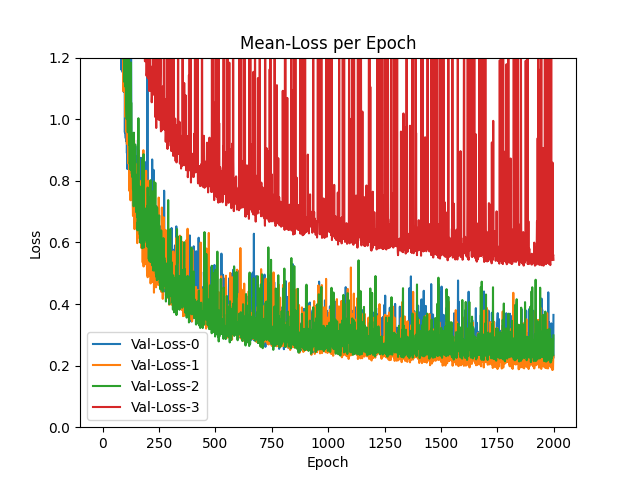 Mean-Loss per Epoch
1.2
1.0
0.8
0.6
0.4
0.2
0.0
Loss
Val-Loss-0
Val-Loss-1
Val-Loss-2
Val-Loss-3
0 250 500 750 1000 1250 1500 1750 2000
Epoch